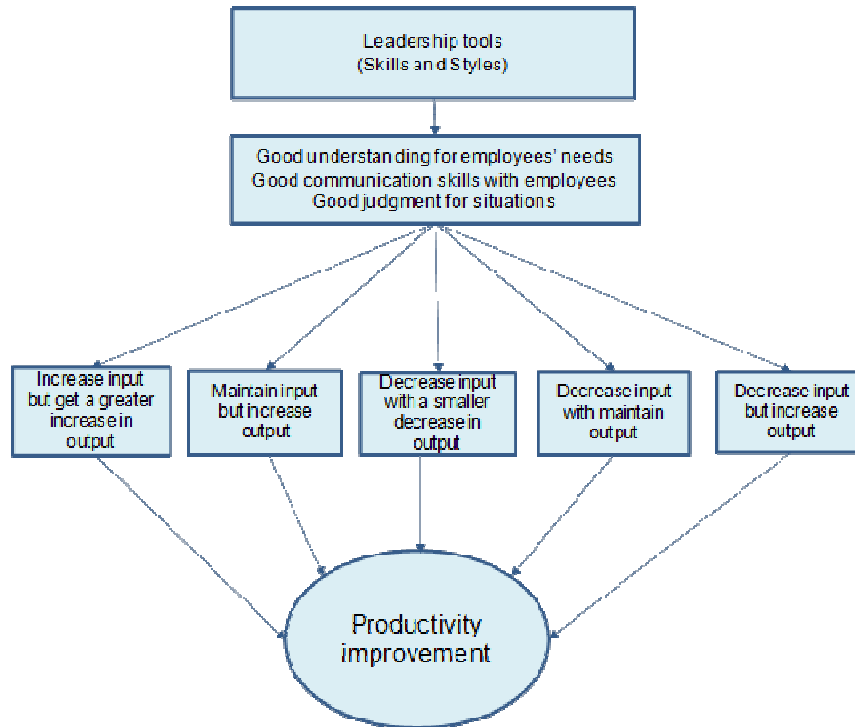 Leadership tools
(Skills and Styles)
Good understanding for employees' needs
Good communication skills with employees
Good judgment for situations
Increase input
but get a greater
increase in
output
Maintain input
but increase
output
Decrease input
with a smaller
decrease in
output
Decrease input
with maintain
output
Decrease input
but increase
output
Productivity
improvement